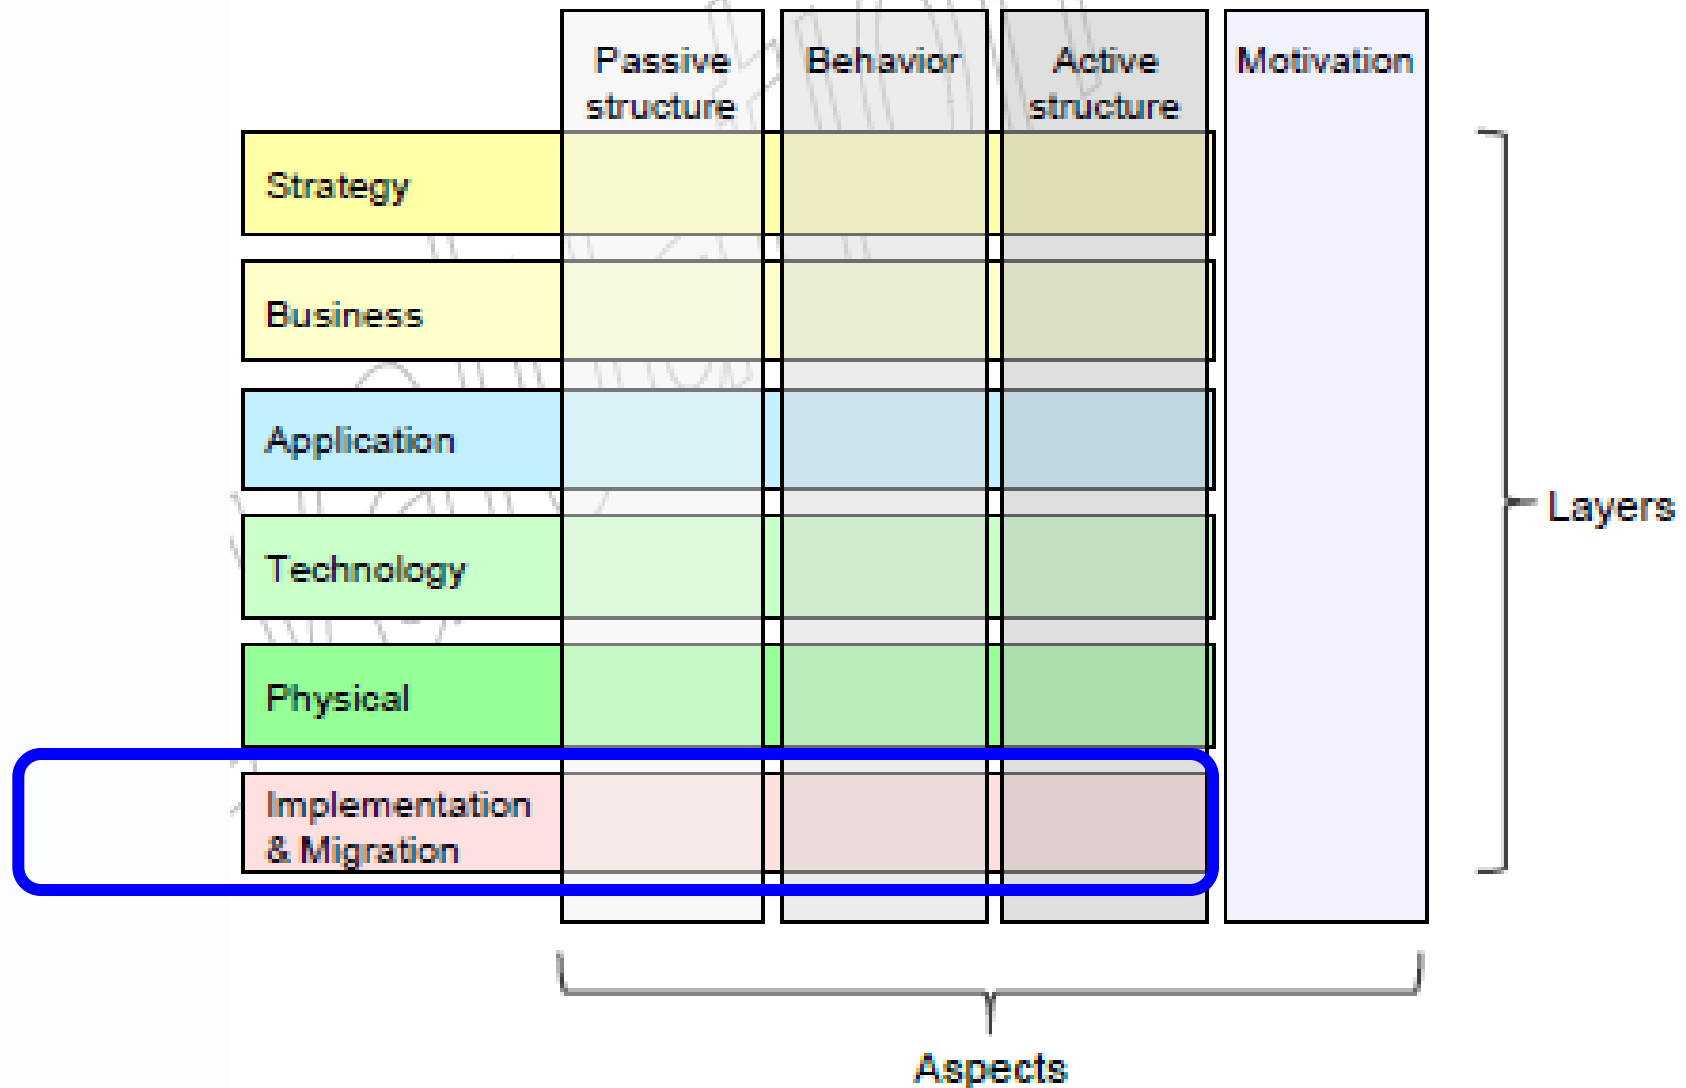 Passive
structure
Behavior
Active
structure
Motivation
Strategy
Business
Application
Technology
Physical
Implementation
& Migration
Layers
Aspects